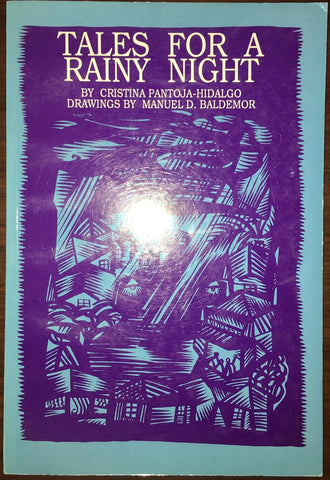 TALES FOR A
RAINY NIGHT
BY CRISTINA PANTOJA-HIDALGO
DRAWINGS BY MANUEL D. BALDEMOR